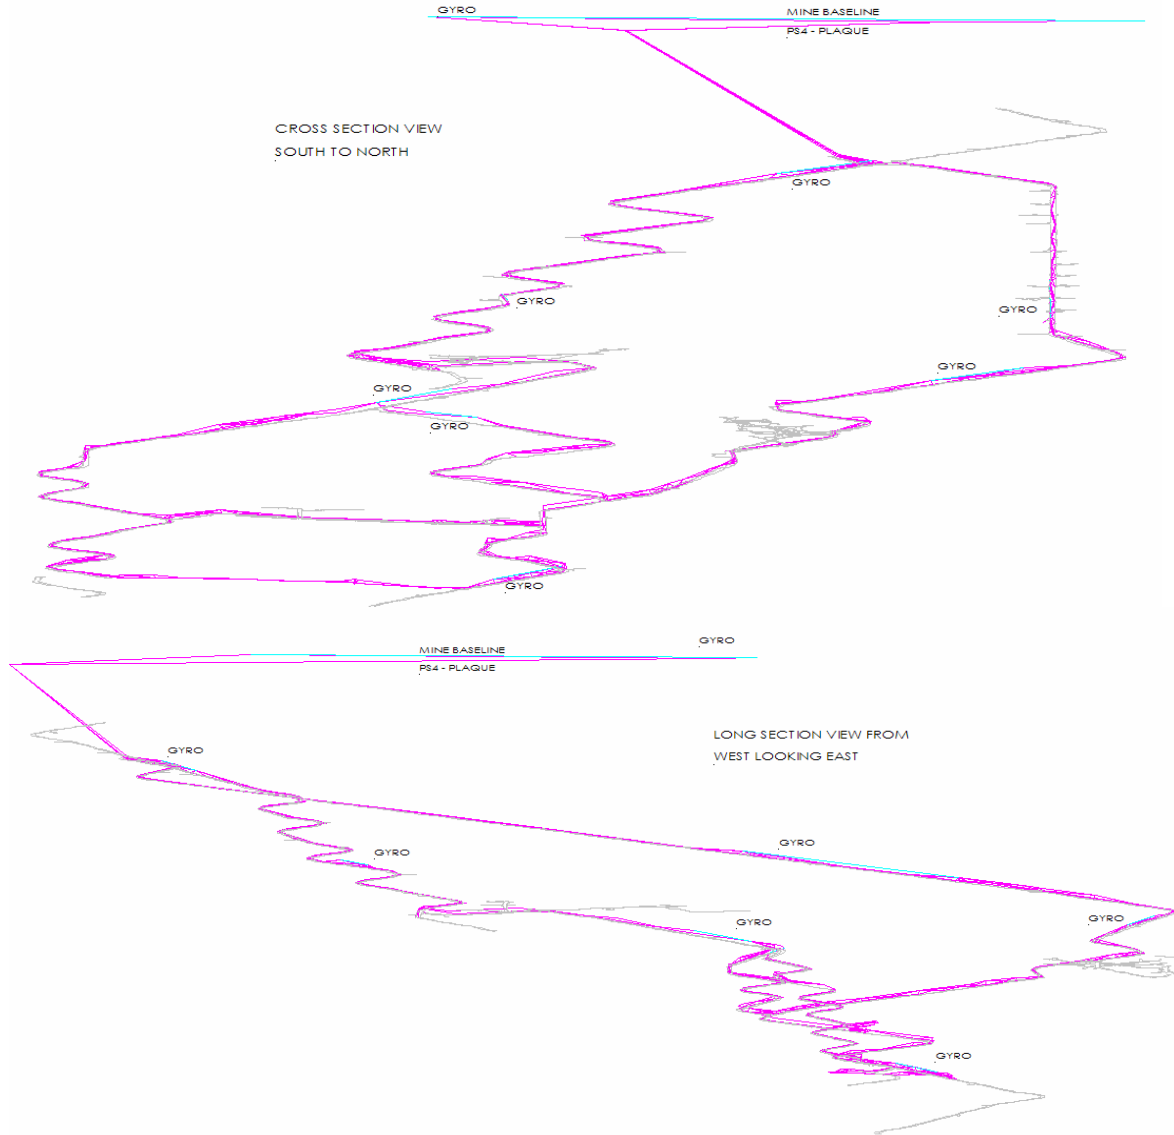 GYRO
MINE BASELINE
PS4 - PLAQUE
CROSS SECTION VIEW
SOUTH TO NORTH
GYRO
GYRO
GYRO
GYRO
GYRO
GYRO
GYRO
GYRO
MINE BASELINE
PS4 - PLAQUE
LONG SECTION VIEW FROM
WEST LOOKING EAST
GYRO
GYRO
GYRO
GYRO
GYRO
GYRO